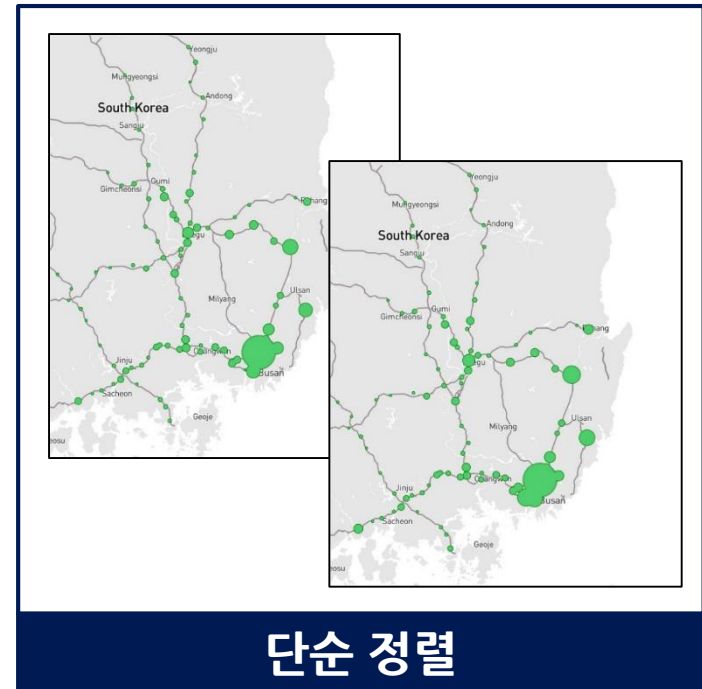 Yeongju
Mungyeongsi
Andong
South Korea
Sangju
Gumi
Gimcheonsi
Ulsan
Milyang
Changwon
Jinju
Busan
Sacheon
Geoje
Yeongju
Mungyeongsi
Andong
South Korea
Sangju
Gumi
Gimcheonsi
Ulsan
Milyang
Changwon
Jinju
Busan
Sacheon
Geoje
단순 정렬